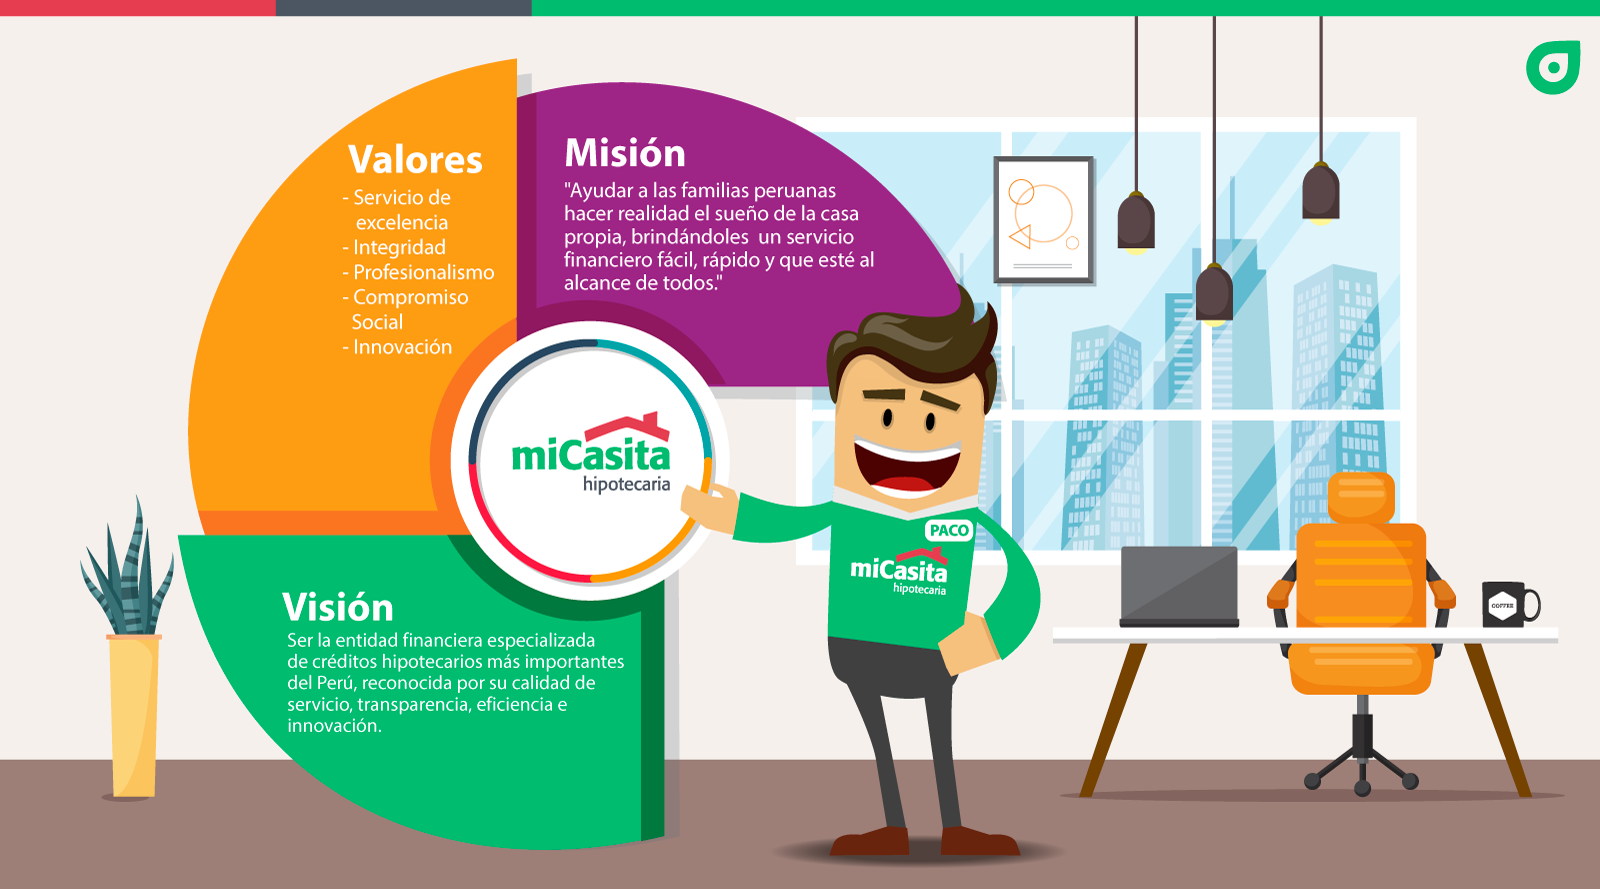 Valores
- Servicio de
excelencia
- Integridad
- Profesionalismo
- Compromiso
Social
- Innovación
Misión
"Ayudar a las familias peruanas
hacer realidad el sueño de la casa
propia, brindándoles un servicio
financiero fácil, rápido y que esté al
alcance de todos."
miCasita
hipotecaria
Visión
Ser la entidad financiera especializada
de créditos hipotecarios más importantes
del Perú, reconocida por su calidad de
servicio, transparencia, eficiencia e
innovación.
PACO
miCasita
hipotecaria
COFFEE